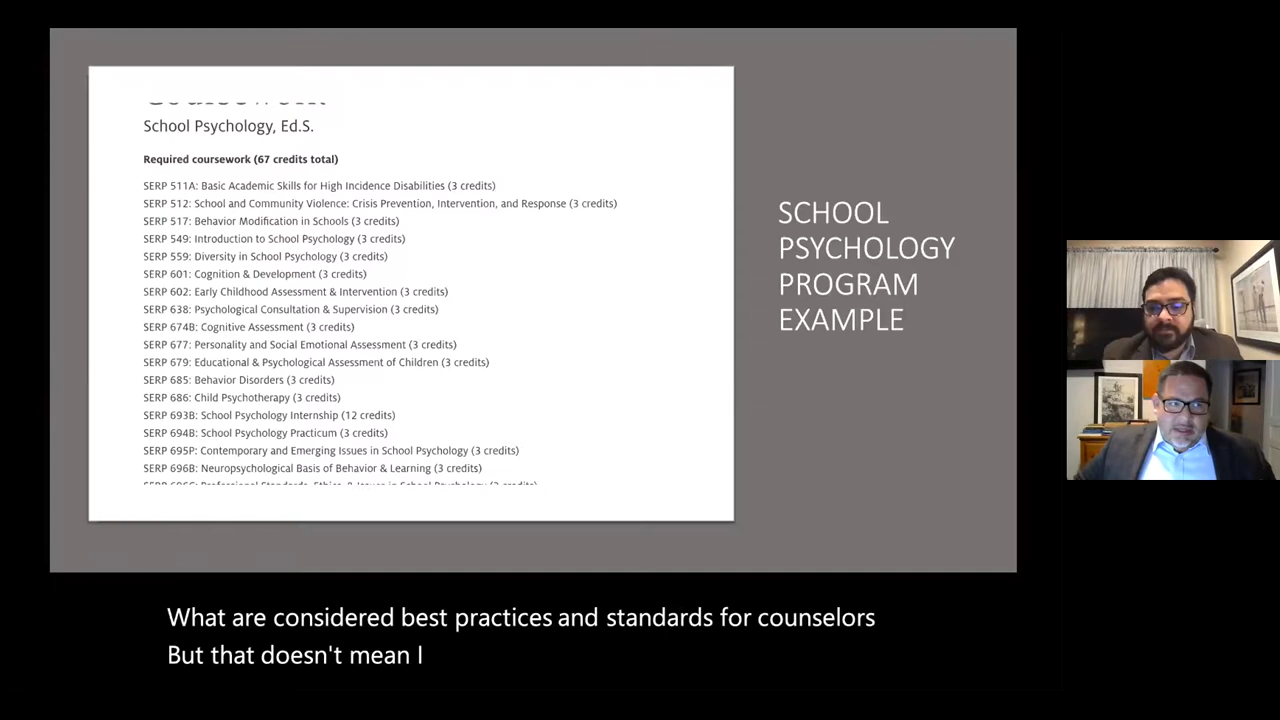 School Psychology, Ed.S.
Required coursework (67 credits total)
SERP 511A: Basic Academic Skills for High Incidence Disabilities (3 credits)
SERP 512: School and Community Violence: Crisis Prevention, Intervention, and Response (3 credits)
SERP 517: Behavior Modification in Schools (3 credits)
SERP 549: Introduction to School Psychology (3 credits)
SERP 559: Diversity in School Psychology (3 credits)
SERP 601: Cognition & Development (3 credits)
SERP 602: Early Childhood Assessment & Intervention (3 credits)
SERP 638: Psychological Consultation & Supervision (3 credits)
SERP 674B: Cognitive Assessment (3 credits)
SERP 677: Personality and Social Emotional Assessment (3 credits)
SERP 679: Educational & Psychological Assessment of Children (3 credits)
SERP 685: Behavior Disorders (3 credits)
SERP 686: Child Psychotherapy (3 credits)
SERP 693B: School Psychology Internship (12 credits)
SERP 694B: School Psychology Practicum (3 credits)
SERP 695P: Contemporary and Emerging Issues in School Psychology (3 credits)
SERP 696B: Neuropsychological Basis of Behavior & Learning (3 credits)
SCHOOL
PSYCHOLOGY
PROGRAM
EXAMPLE
What are considered best practices and standards for counselors
But that doesn't mean I